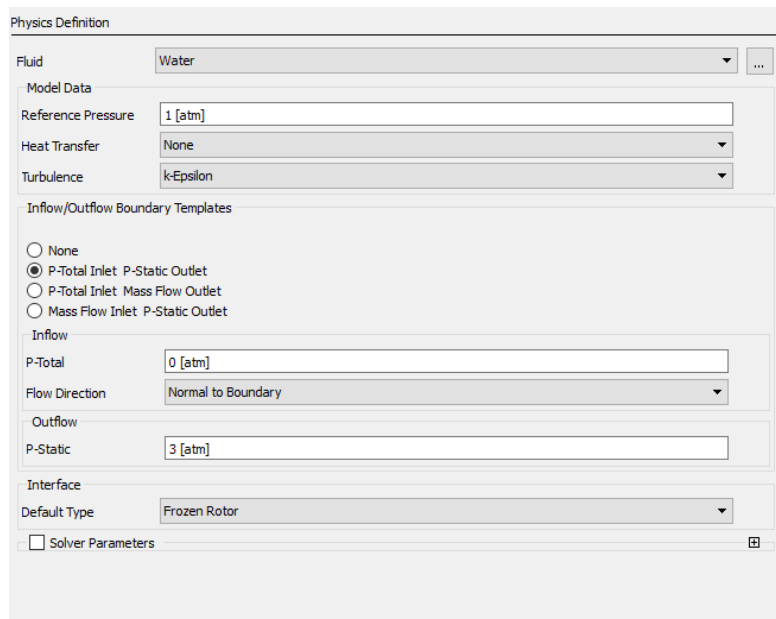 Physics Definition
Fluid Water ...
Model Data
Reference Pressure 1 [atm]
Heat Transfer None
Turbulence k-Epsilon
Inflow/Outflow Boundary Templates
None
P-Total Inlet P-Static Outlet
P-Total Inlet Mass Flow Outlet
Mass Flow Inlet P-Static Outlet
Inflow
P-Total 0 [atm]
Flow Direction Normal to Boundary
Outflow
P-Static 3 [atm]
Interface
Default Type Frozen Rotor
Solver Parameters